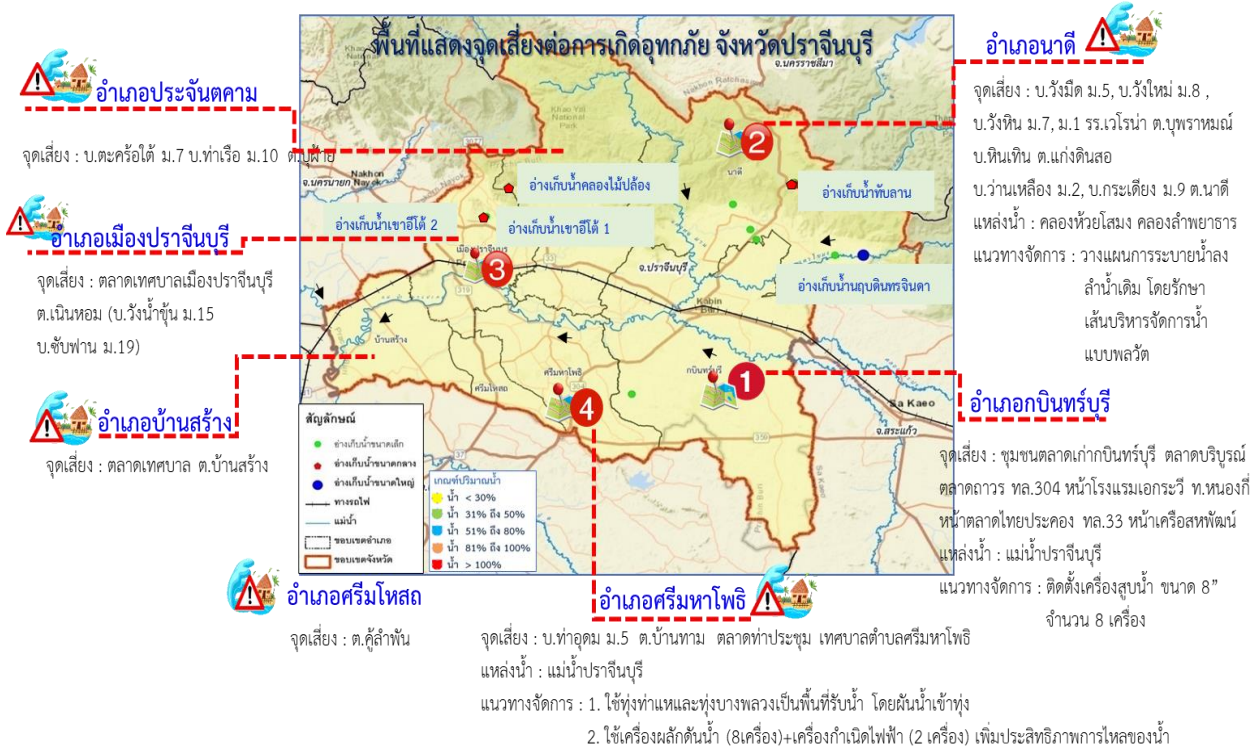 พื้นที่แสดงจุดเสี่ยงต่อการเกิดอุทกภัย จังหวัดปราจีนบุรี
อำเภอประจันตคาม
จุดเสี่ยง : บ.ตะคร้อใต้ ม.7 บ.ท่าเรือ ม.10 ต.บุฝ้าย
อำเภอเมืองปราจีนบุรี
จุดเสี่ยง : ตลาดเทศบาลเมืองปราจีนบุรี
ต.เนินหอม (บ.วังน้ำขุ่น ม.15
บ.ซับฟาน ม.19)
อำเภอบ้านสร้าง
จุดเสี่ยง : ตลาดเทศบาล ต.บ้านสร้าง
อำเภอศรีมโหสถ
จุดเสี่ยง : ต.คู้ลำพัน
อำเภอนาดี
จุดเสี่ยง : บ.วังมืด ม.5, บ.วังใหม่ ม.8 ,
บ.วังหิน ม.7, ม.1 รร.เวโรน่า ต.บุพราหมณ์
บ.หินเทิน ต.แก่งดินสอ
บ.ว่านเหลือง ม.2, บ.กระเดียง ม.9 ต.นาดี
แหล่งน้ำ : คลองห้วยโสมง คลองลำพยาธาร
แนวทางจัดการ : วางแผนการระบายน้ำลง
ลำน้ำเดิม โดยรักษา
เส้นบริหารจัดการน้ำ
แบบพลวัต
อำเภอกบินทร์บุรี
จุดเสี่ยง : ชุมชนตลาดเก่ากบินทร์บุรี ตลาดบริบูรณ์
ตลาดถาวร ทล.304 หน้าโรงแรมเอกระวี ท.หนองกี่
หน้าตลาดไทยประคอง ทล.33 หน้าเครือสหพัฒน์
แหล่งน้ำ : แม่น้ำปราจีนบุรี
แนวทางจัดการ : ติดตั้งเครื่องสูบน้ำ ขนาด 8”
จำนวน 8 เครื่อง
อำเภอศรีมหาโพธิ
จุดเสี่ยง : บ.ท่าอุดม ม.5 ต.บ้านทาม ตลาดท่าประชุม เทศบาลตำบลศรีมหาโพธิ
แหล่งน้ำ : แม่น้ำปราจีนบุรี
แนวทางจัดการ : 1. ใช้ทุ่งท่าแหและทุ่งบางพลวงเป็นพื้นที่รับน้ำ โดยผันน้ำเข้าทุ่ง
2. ใช้เครื่องผลักดันน้ำ (8เครื่อง)+เครื่องกำเนิดไฟฟ้า (2 เครื่อง) เพิ่มประสิทธิภาพการไหลของน้ำ
จ.นครราชสีมา
Nakhon Ratchasima
Khao Yai
National
Park
2
นาดี
อ่างเก็บน้ำคลองไม้ปล้อง
อ่างเก็บน้ำทับลาน
Nakhon
Nayok
จ.นครนายก
อ่างเก็บน้ำเขาอีโต้ 2
อ่างเก็บน้ำเขาอีโต้ 1
เมืองปราจีนบุรี
3
33
319
จ.ปราจีนบุรี
อ่างเก็บน้ำนฤบดินทรจินดา
Kabin
Buri
บ้านสร้าง
ศรีมหาโพธิ
ศรีมโหสถ
304
4
กบินทร์บุรี
1
Sa Kaeo
จ.สระแก้ว
359
สัญลักษณ์
อ่างเก็บน้ำขนาดเล็ก
อ่างเก็บน้ำขนาดกลาง
อ่างเก็บน้ำขนาดใหญ่
ทางรถไฟ
แม่น้ำ
ขอบเขตอำเภอ
ขอบเขตจังหวัด
เกณฑ์ปริมาณน้ำ
น้ำ < 30%
น้ำ 31% ถึง 50%
น้ำ 51% ถึง 80%
น้ำ 81% ถึง 100%
น้ำ > 100%